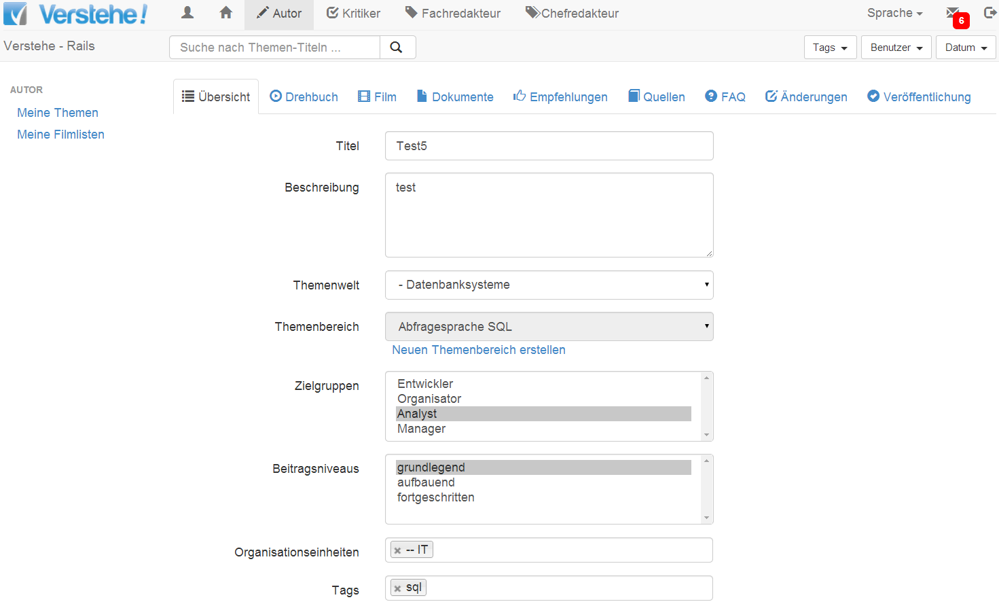 Verstehe!
Autor
Kritiker
Fachredakteur
Chefredakteur
Sprache
6
Verstehe - Rails
Suche nach Themen-Titeln ...
Tags
Benutzer
Datum
AUTOR
Meine Themen
Meine Filmlisten
Übersicht
Drehbuch
Film
Dokumente
Empfehlungen
Quellen
FAQ
Änderungen
Veröffentlichung
Titel
Test5
Beschreibung
test
Themenwelt
- Datenbanksysteme
Themenbereich
Abfragesprache SQL
Neuen Themenbereich erstellen
Zielgruppen
Entwickler
Organisator
Analyst
Manager
Beitragsniveaus
grundlegend
aufbauend
fortgeschritten
Organisationseinheiten
-- IT
Tags
sql